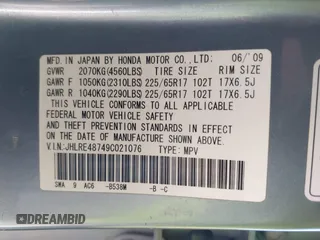 MFD. IN JAPAN BY HONDA MOTOR CO., LTD: 06/'09
GVWR 2070KG(4560LBS) TIRE SIZE RIM SIZE
GAWR F 1050KG(2310LBS) 225/65R17 102T 17X6.5J
GAWR R 1040KG(2290LBS) 225/65R17 102T 17X6.5J
THIS VEHICLE CONFORMS TO ALL APPLICABLE
FEDERAL MOTOR VEHICLE SAFETY
AND THEFT PREVENTION STANDARDS IN EFFECT
ON THE DATE OF MANUFACTURE SHOWN ABOVE.
V.I.N:JHLRE48749C021076 TYPE: MPV
SWA 9 AC6 -B538M -B -C
DREAMBID